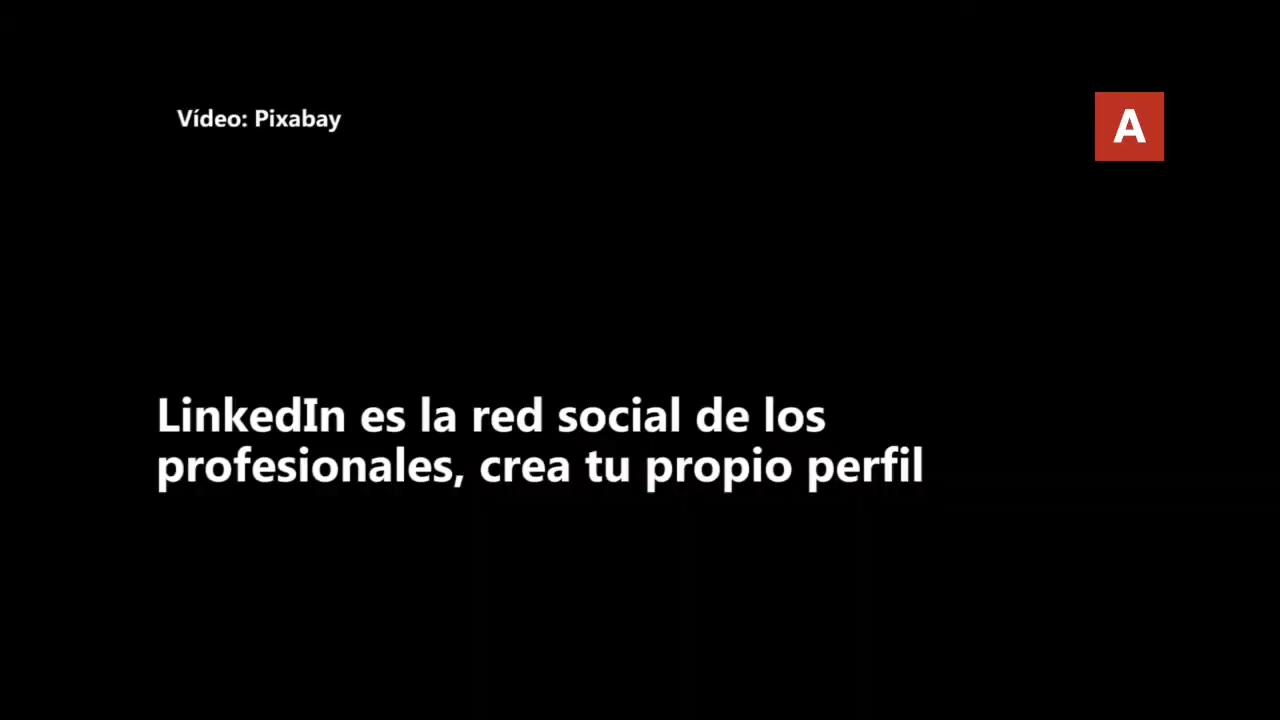 Vídeo: Pixabay
A
LinkedIn es la red social de los
profesionales, crea tu propio perfil